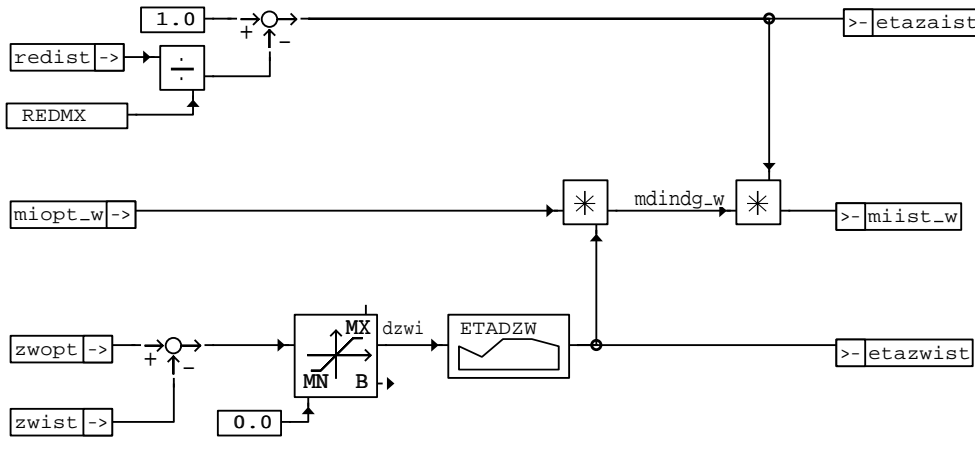 1.0
+
−
>- etazaist
redist ->
÷
REDMX
miopt_w ->
*
mdindg_w
*
>- miist_w
zwopt ->
+
−
MX
MN
B
dzwi
ETADZW
>- etazwist
zwist ->
0.0